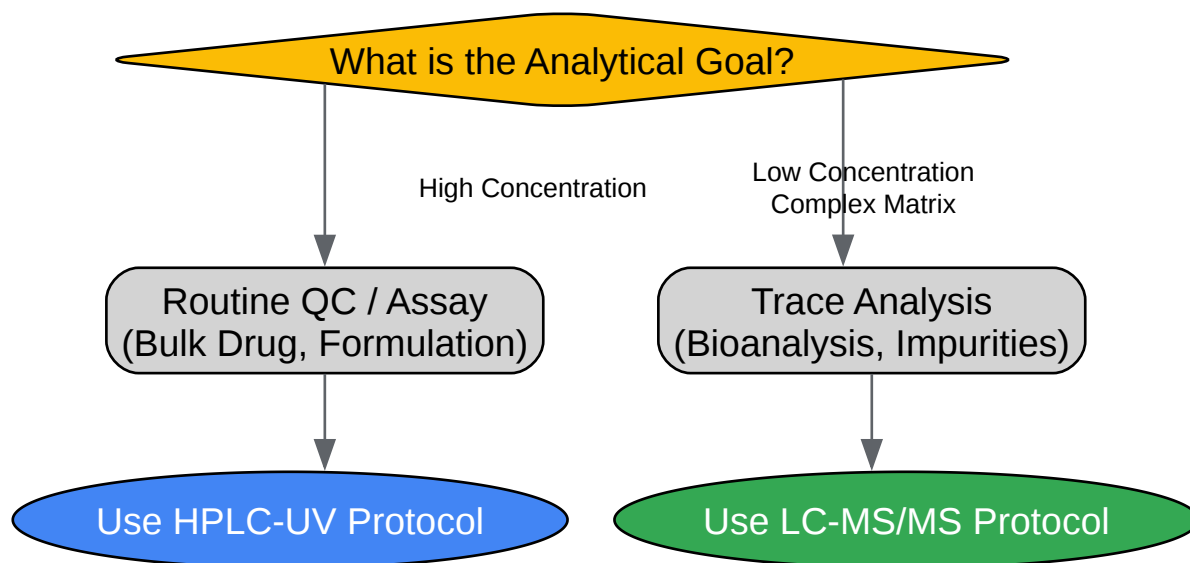 What is the Analytical Goal?
High Concentration
Low Concentration
Complex Matrix
Routine QC / Assay
(Bulk Drug, Formulation)
Trace Analysis
(Bioanalysis, Impurities)
Use HPLC-UV Protocol
Use LC-MS/MS Protocol